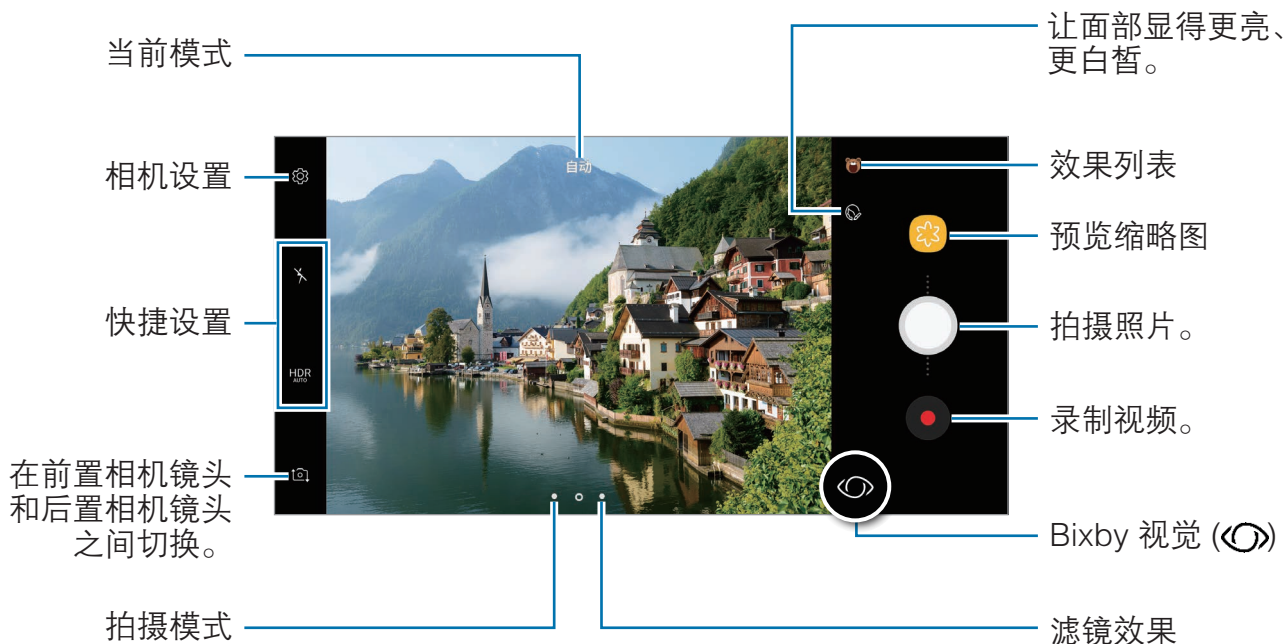 当前模式
相机设置
快捷设置
在前置相机镜头
和后置相机镜头
之间切换。
拍摄模式
自动
HDR
AUTO
让面部显得更亮、
更白皙。
效果列表
预览缩略图
拍摄照片。
录制视频。
Bixby 视觉 ()
滤镜效果